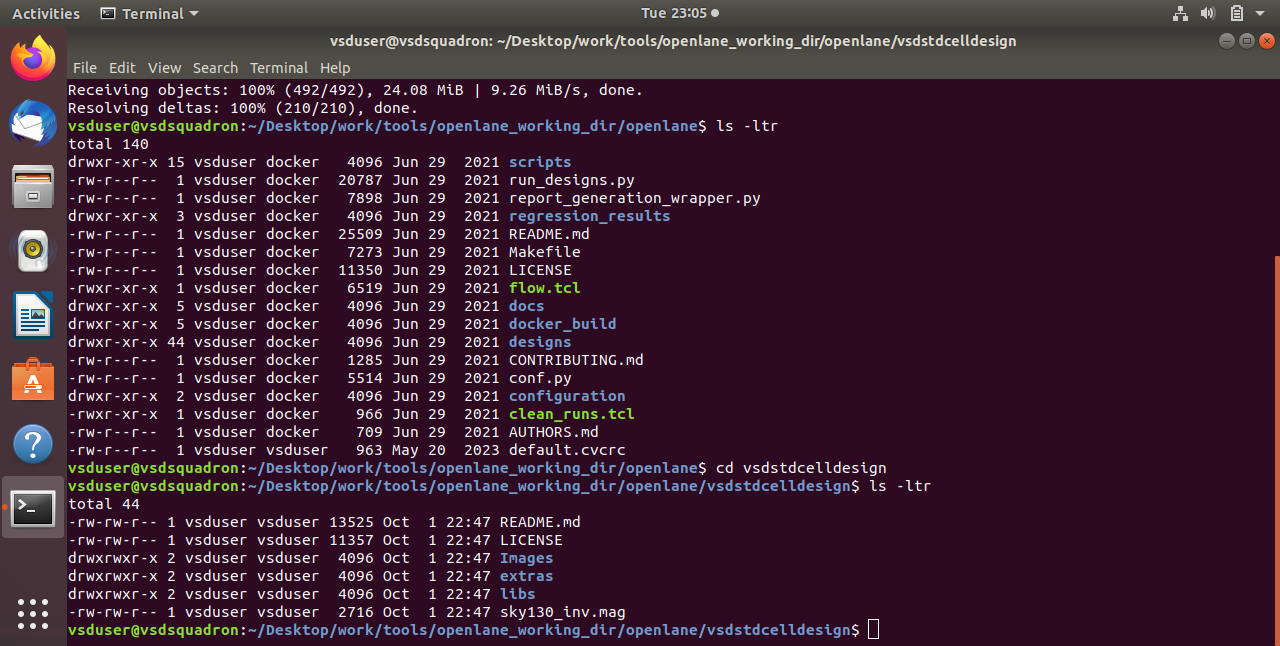 Activities Terminal Tue 23:05
vsduser@vsdsquadron: ~/Desktop/work/tools/openlane_working_dir/openlane/vsdstdcelldesign
File Edit View Search Terminal Help
Receiving objects: 100% (492/492), 24.08 MiB | 9.26 MiB/s, done.
Resolving deltas: 100% (210/210), done.
vsduser@vsdsquadron:~/Desktop/work/tools/openlane_working_dir/openlane$ ls -ltr
total 140
drwxr-xr-x 15 vsduser docker   4096 Jun 29  2021 scripts
-rw-r--r--  1 vsduser docker  20787 Jun 29  2021 run_designs.py
-rw-r--r--  1 vsduser docker   7898 Jun 29  2021 report_generation_wrapper.py
drwxr-xr-x  3 vsduser docker   4096 Jun 29  2021 regression_results
-rw-r--r--  1 vsduser docker  25509 Jun 29  2021 README.md
-rw-r--r--  1 vsduser docker   7273 Jun 29  2021 Makefile
-rw-r--r--  1 vsduser docker  11350 Jun 29  2021 LICENSE
-rwxr-xr-x  1 vsduser docker   6519 Jun 29  2021 flow.tcl
drwxr-xr-x  5 vsduser docker   4096 Jun 29  2021 docs
drwxr-xr-x  5 vsduser docker   4096 Jun 29  2021 docker_build
drwxr-xr-x 44 vsduser docker   4096 Jun 29  2021 designs
-rw-r--r--  1 vsduser docker   1285 Jun 29  2021 CONTRIBUTING.md
-rw-r--r--  1 vsduser docker   5514 Jun 29  2021 conf.py
drwxr-xr-x  2 vsduser docker   4096 Jun 29  2021 configuration
-rwxr-xr-x  1 vsduser docker    966 Jun 29  2021 clean_runs.tcl
-rw-r--r--  1 vsduser docker    709 Jun 29  2021 AUTHORS.md
-rw-r--r--  1 vsduser vsduser   963 May 20  2023 default.cvcrc
vsduser@vsdsquadron:~/Desktop/work/tools/openlane_working_dir/openlane$ cd vsdstdcelldesign
vsduser@vsdsquadron:~/Desktop/work/tools/openlane_working_dir/openlane/vsdstdcelldesign$ ls -ltr
total 44
-rw-rw-r-- 1 vsduser vsduser 13525 Oct  1 22:47 README.md
-rw-rw-r-- 1 vsduser vsduser 11357 Oct  1 22:47 LICENSE
drwxrwxr-x 2 vsduser vsduser  4096 Oct  1 22:47 Images
drwxrwxr-x 2 vsduser vsduser  4096 Oct  1 22:47 extras
drwxrwxr-x 2 vsduser vsduser  4096 Oct  1 22:47 libs
-rw-rw-r-- 1 vsduser vsduser  2716 Oct  1 22:47 sky130_inv.mag
vsduser@vsdsquadron:~/Desktop/work/tools/openlane_working_dir/openlane/vsdstdcelldesign$